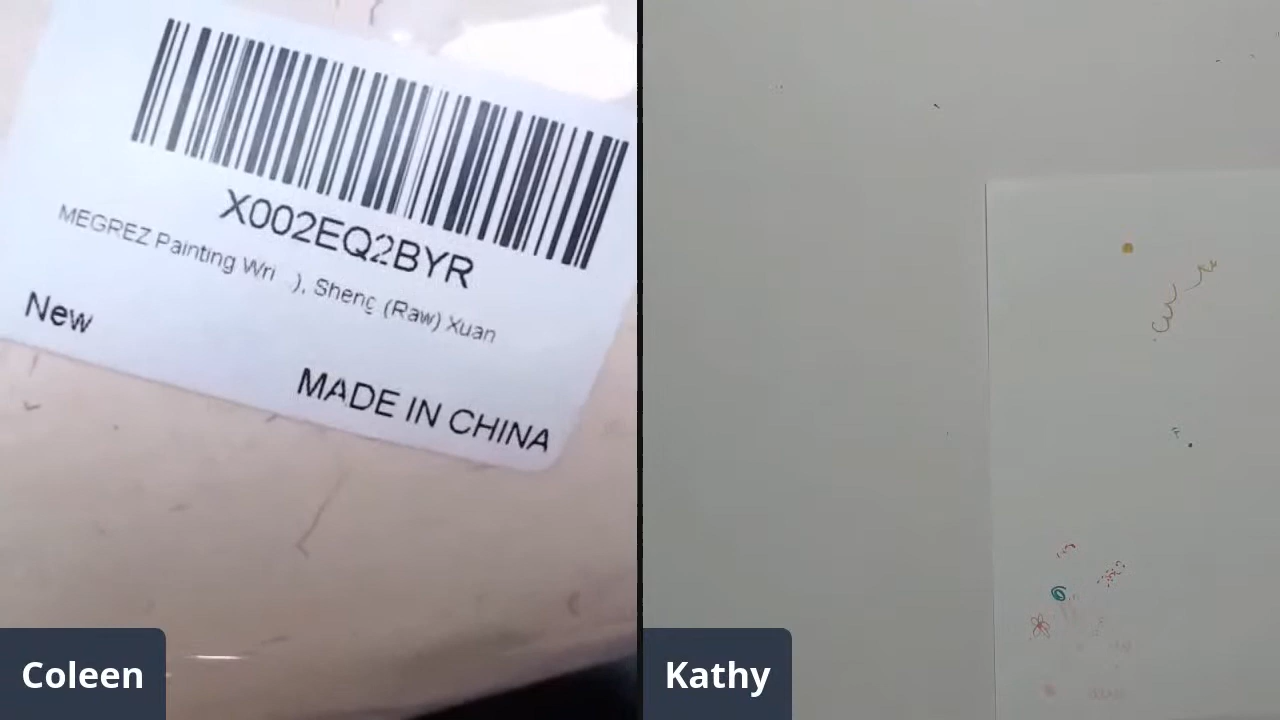 X002EQ2BYR
MEGREZ Painting Wri ), Sheng (Raw) Xuan
New
MADE IN CHINA
Coleen
Kathy